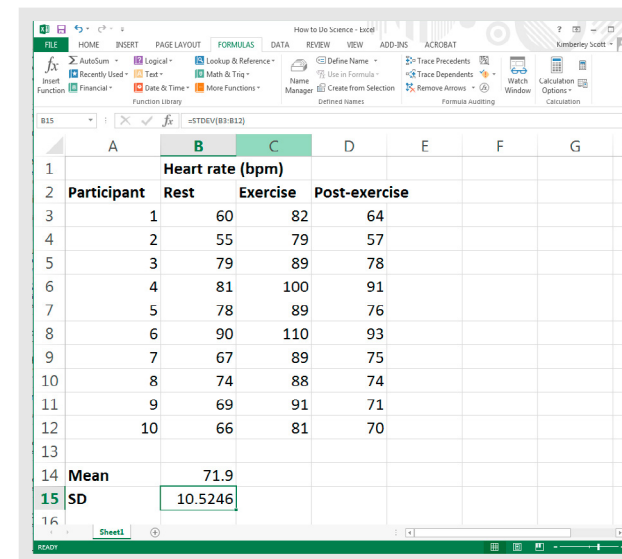 How to Do Science - Excel
FILE HOME INSERT PAGE LAYOUT FORMULAS DATA REVIEW VIEW ADD-INS ACROBAT Kimberley Scott
fx Σ AutoSum Logical Lookup & Reference Define Name Trace Precedents
Recently Used Text Math & Trig Use in Formula Trace Dependents
Insert Function Financial Date & Time More Functions Name Manager Create from Selection Remove Arrows Watch Window Calculation Options
Function Library Defined Names Formula Auditing Calculation
B15 fx =STDEV(B3:B12)
A B C D E F G
1 Heart rate (bpm)
2 Participant Rest Exercise Post-exercise
3 1 60 82 64
4 2 55 79 57
5 3 79 89 78
6 4 81 100 91
7 5 78 89 76
8 6 90 110 93
9 7 67 89 75
10 8 74 88 74
11 9 69 91 71
12 10 66 81 70
13
14 Mean 71.9
15 SD 10.5246
16
Sheet1
READY